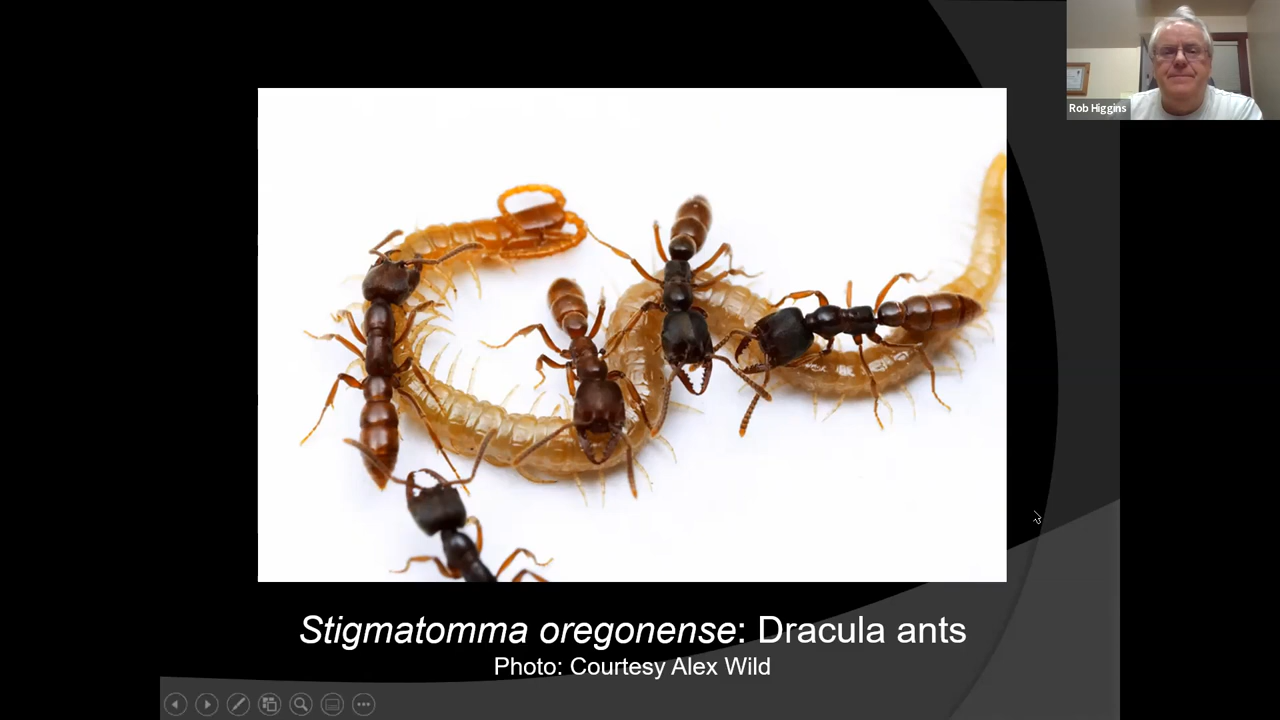 Rob Higgins
Stigmatomma oregonense: Dracula ants
Photo: Courtesy Alex Wild